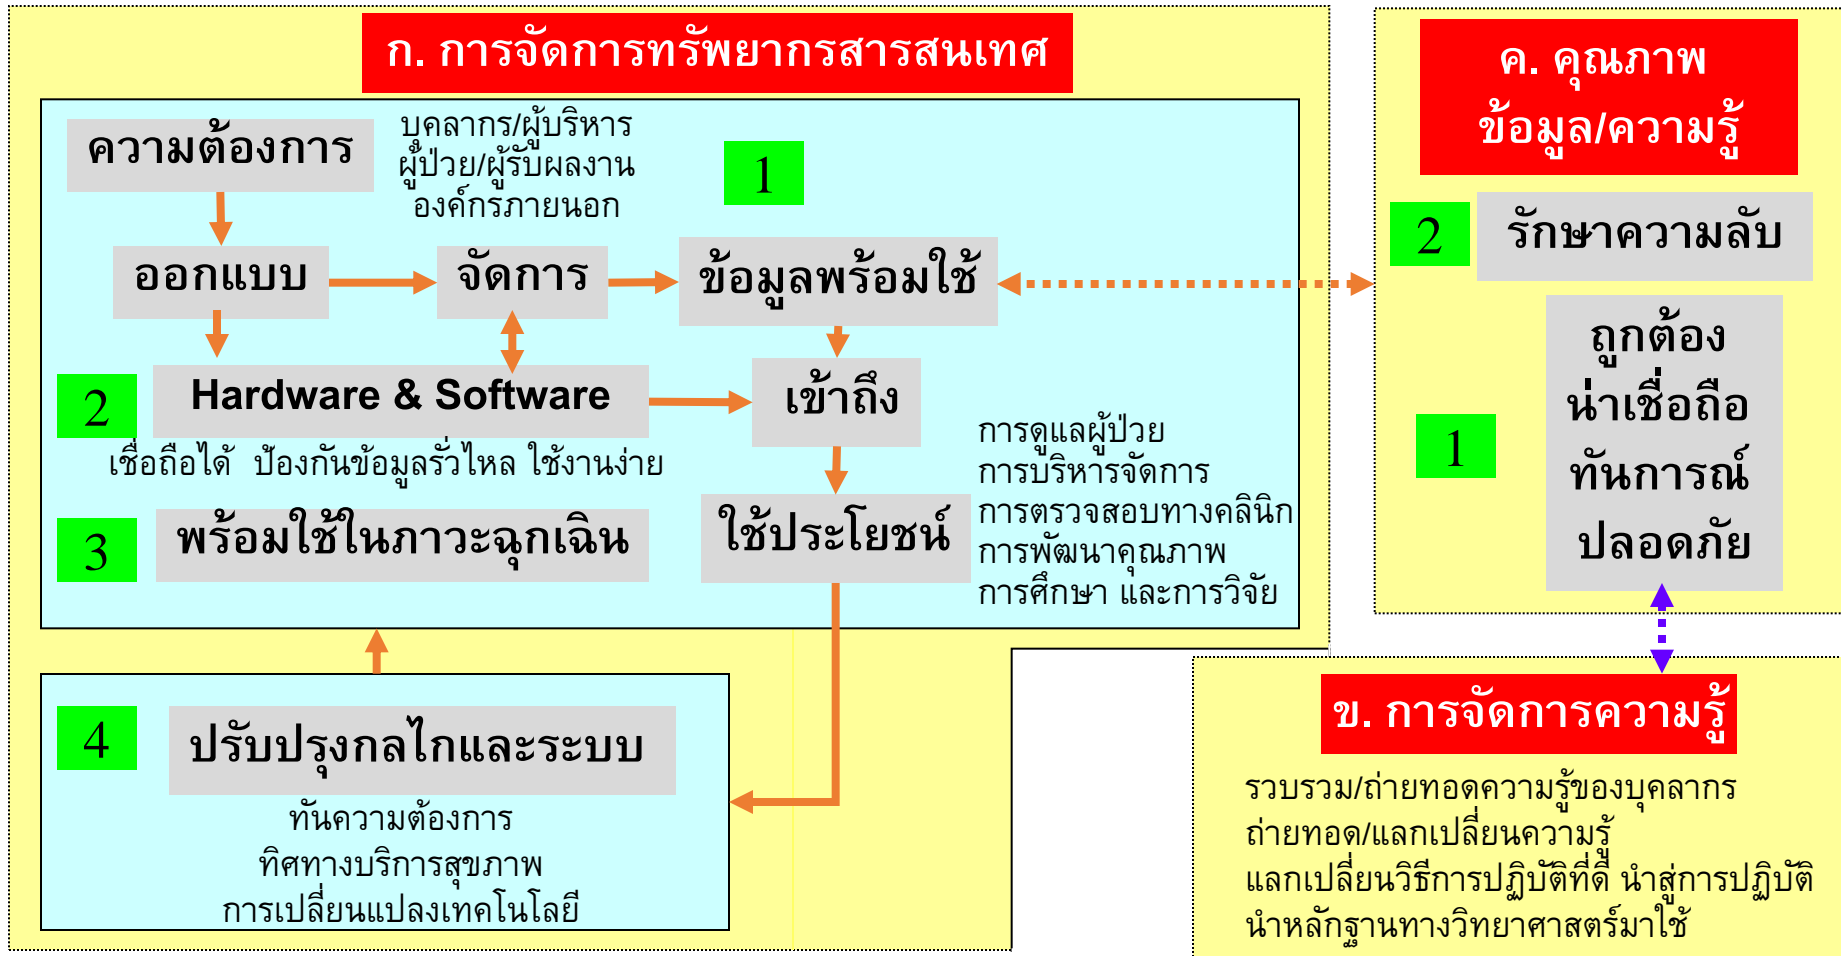 ก. การจัดการทรัพยากรสารสนเทศ
ความต้องการ
บุคลากร/ผู้บริหาร
ผู้ป่วย/ผู้รับผลงาน
องค์กรภายนอก
1
ออกแบบ
จัดการ
ข้อมูลพร้อมใช้
2
Hardware & Software
เชื่อถือได้ ป้องกันข้อมูลรั่วไหล ใช้งานง่าย
เข้าถึง
3
พร้อมใช้ในภาวะฉุกเฉิน
ใช้ประโยชน์
การดูแลผู้ป่วย
การบริหารจัดการ
การตรวจสอบทางคลินิก
การพัฒนาคุณภาพ
การศึกษา และการวิจัย
4
ปรับปรุงกลไกและระบบ
ทันความต้องการ
ทิศทางบริการสุขภาพ
การเปลี่ยนแปลงเทคโนโลยี
ค. คุณภาพ
ข้อมูล/ความรู้
2
รักษาความลับ
1
ถูกต้อง
น่าเชื่อถือ
ทันการณ์
ปลอดภัย
ข. การจัดการความรู้
รวบรวม/ถ่ายทอดความรู้ของบุคลากร
ถ่ายทอด/แลกเปลี่ยนความรู้
แลกเปลี่ยนวิธีการปฏิบัติที่ดี นำสู่การปฏิบัติ
นำหลักฐานทางวิทยาศาสตร์มาใช้